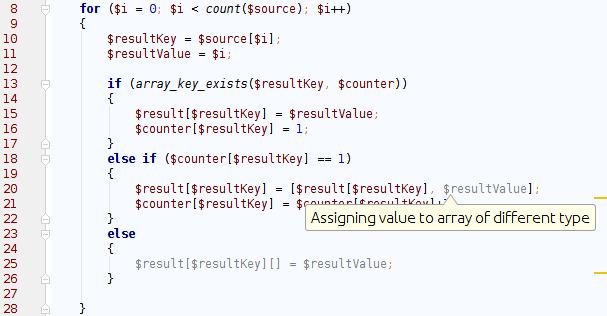 8 for ($i = 0; $i < count($source); $i++)
9 {
10 $resultKey = $source[$i];
11 $resultValue = $i;
12
13 if (array_key_exists($resultKey, $counter))
14 {
15 $result[$resultKey] = $resultValue;
16 $counter[$resultKey] = 1;
17 }
18 else if ($counter[$resultKey] == 1)
19 {
20 $result[$resultKey] = [$result[$resultKey], $resultValue];
21 $counter[$resultKey] = $counter[$resultKey]
Assigning value to array of different type
22 }
23 else
24 {
25 $result[$resultKey][] = $resultValue;
26 }
27
28 }